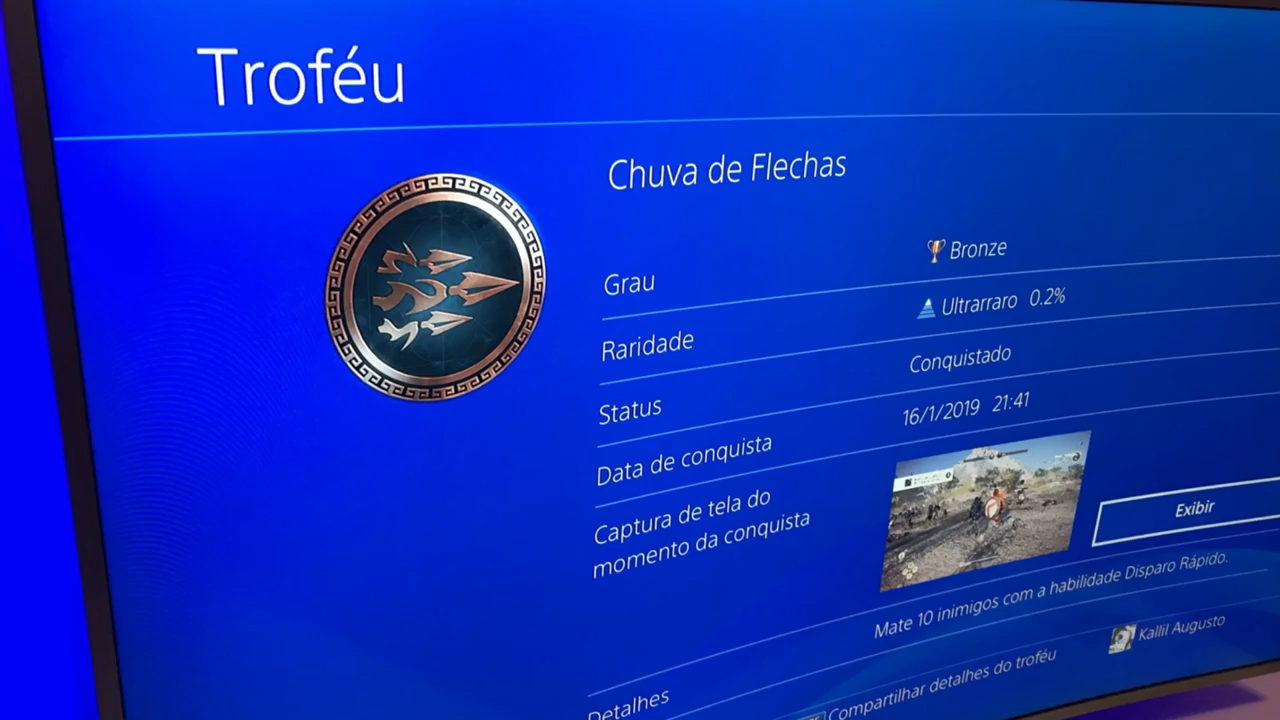 Troféu
Chuva de Flechas
Grau
Bronze
Raridade
Ultrarraro 0.2%
Status
Conquistado
Data de conquista
16/1/2019 21:41
Captura de tela do
momento da conquista
Exibir
Detalhes
Mate 10 inimigos com a habilidade Disparo Rápido.
Compartilhar detalhes do troféu
Kallil Augusto